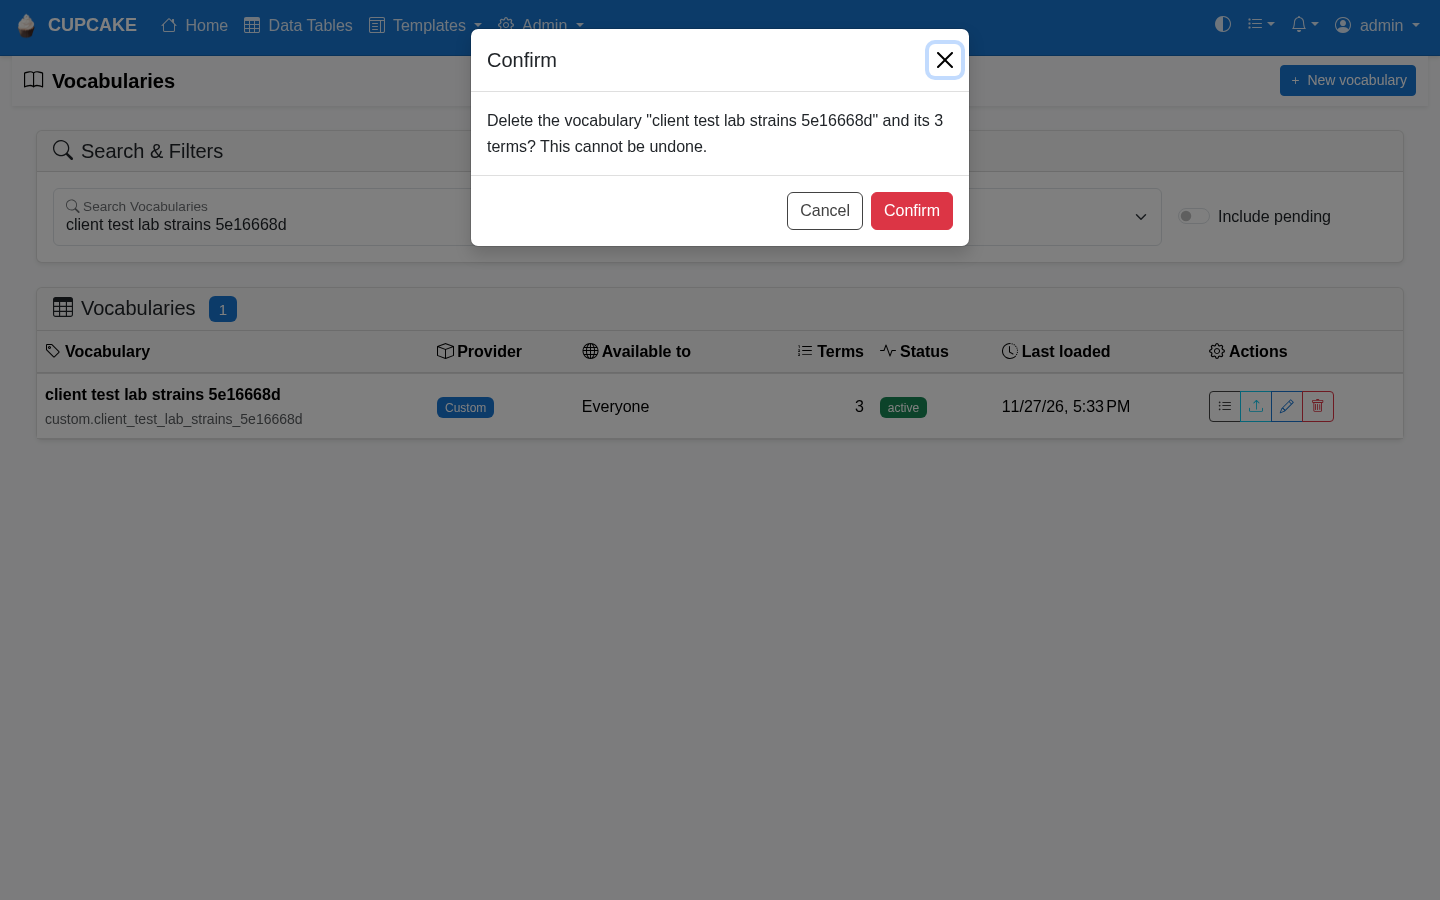 CUPCAKE Home Data Tables Templates Admin admin
Confirm
Vocabularies
+ New vocabulary
Delete the vocabulary "client test lab strains 5e16668d" and its 3
terms? This cannot be undone.
Cancel Confirm
Search & Filters
Search Vocabularies
client test lab strains 5e16668d
Include pending
Vocabularies 1
Vocabulary Provider Available to Terms Status Last loaded Actions
client test lab strains 5e16668d
custom.client_test_lab_strains_5e16668d
Custom Everyone 3 active 11/27/26, 5:33 PM